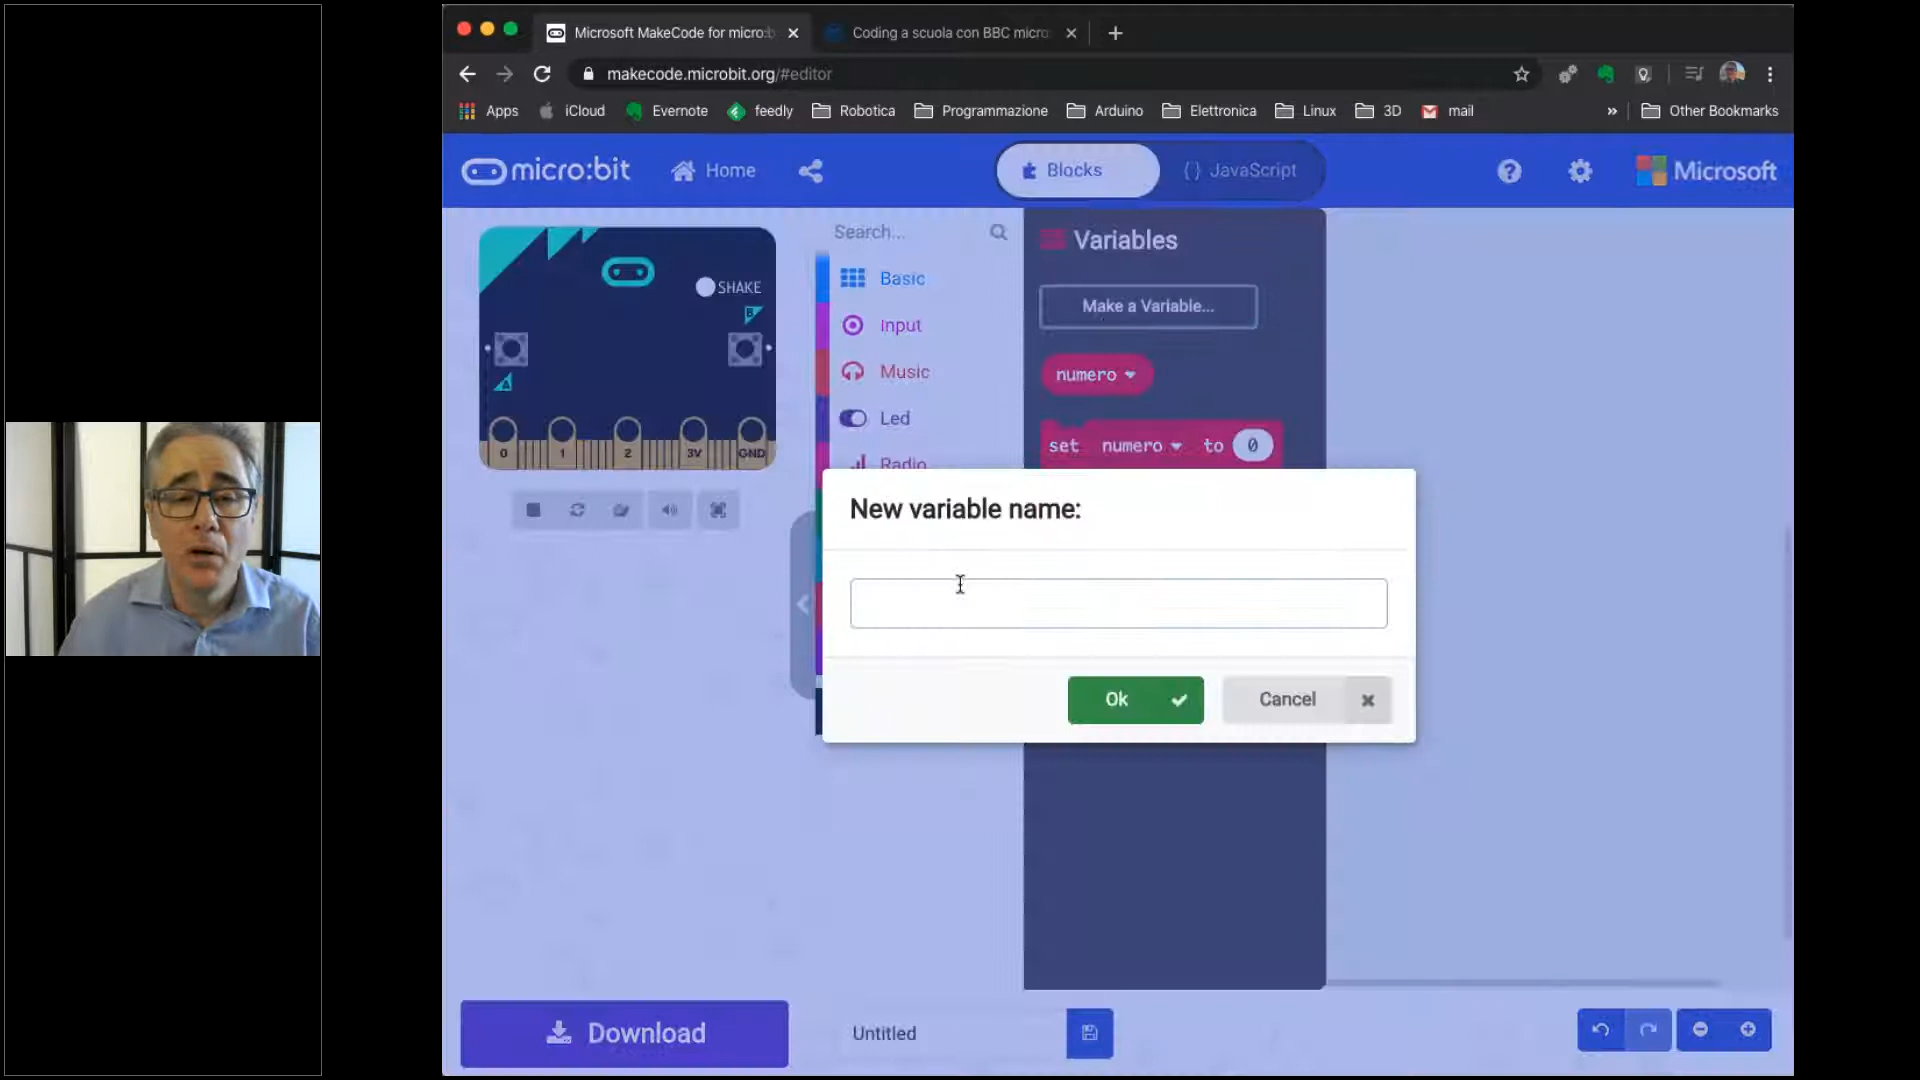 Microsoft MakeCode for micro:b
Coding a scuola con BBC micro
makecode.microbit.org/#editor
Apps
iCloud
Evernote
feedly
Robotica
Programmazione
Arduino
Elettronica
Linux
3D
mail
»
Other Bookmarks
micro:bit
Home
Blocks
{} JavaScript
Microsoft
SHAKE
B
A
0
1
2
3V
GND
Search...
Basic
Input
Music
Led
Radio
Variables
Make a Variable...
numero
set numero to 0
New variable name:
Ok
Cancel
Download
Untitled